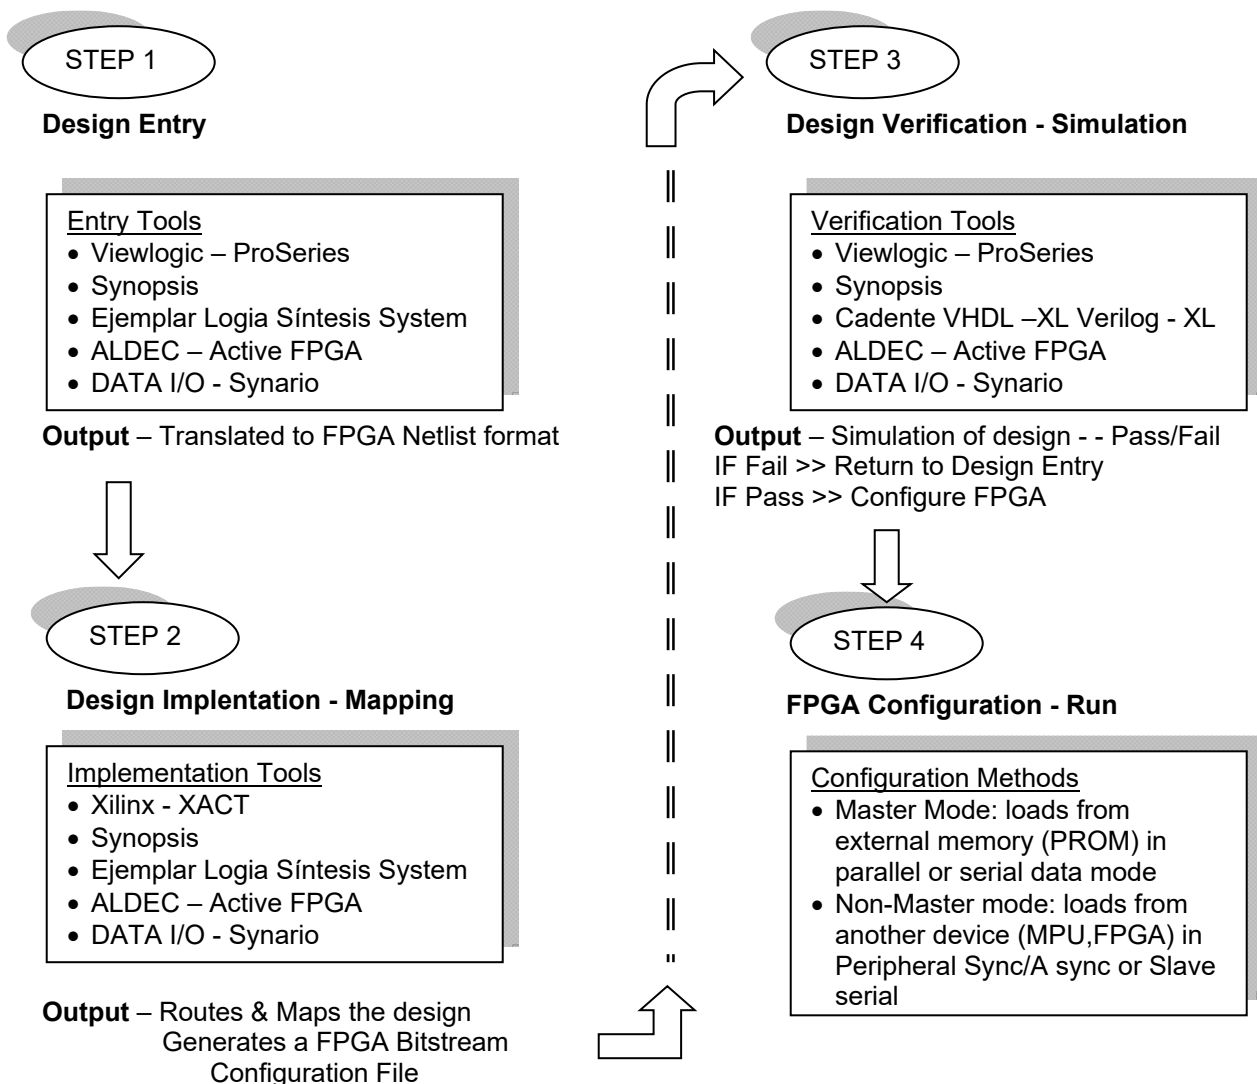 STEP 1
Design Entry
Entry Tools
• Viewlogic – ProSeries
• Synopsis
• Ejemplar Logia Síntesis System
• ALDEC – Active FPGA
• DATA I/O - Synario
Output – Translated to FPGA Netlist format
STEP 2
Design Implentation - Mapping
Implementation Tools
• Xilinx - XACT
• Synopsis
• Ejemplar Logia Síntesis System
• ALDEC – Active FPGA
• DATA I/O - Synario
Output – Routes & Maps the design
Generates a FPGA Bitstream
Configuration File
STEP 3
Design Verification - Simulation
Verification Tools
• Viewlogic – ProSeries
• Synopsis
• Cadente VHDL –XL Verilog - XL
• ALDEC – Active FPGA
• DATA I/O - Synario
Output – Simulation of design - - Pass/Fail
IF Fail >> Return to Design Entry
IF Pass >> Configure FPGA
STEP 4
FPGA Configuration - Run
Configuration Methods
• Master Mode: loads from
external memory (PROM) in
parallel or serial data mode
• Non-Master mode: loads from
another device (MPU,FPGA) in
Peripheral Sync/A sync or Slave
serial